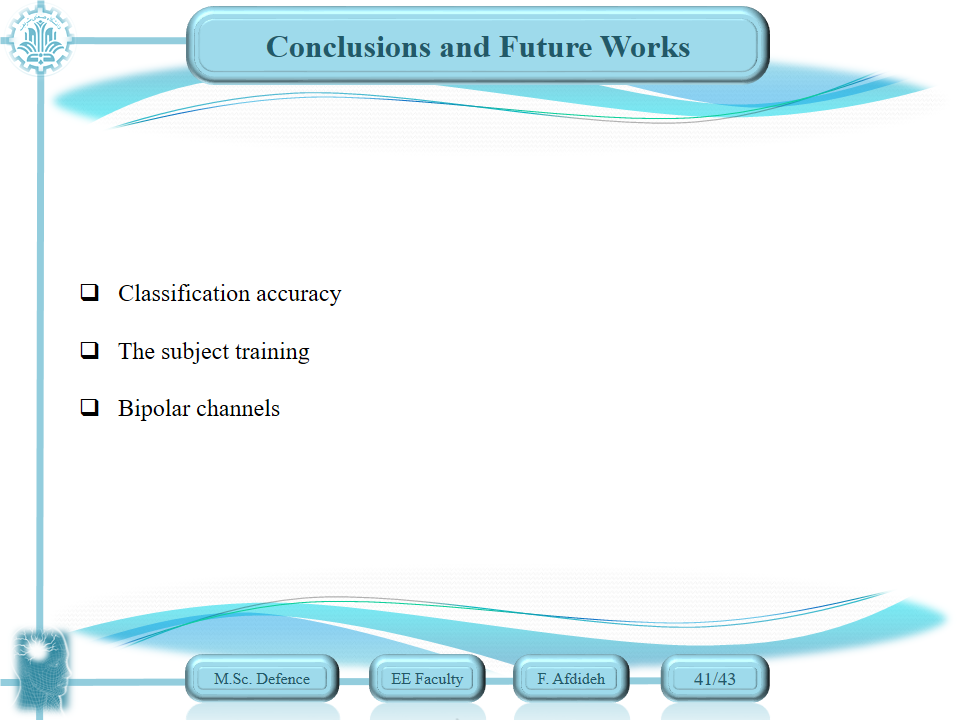 Conclusions and Future Works
Classification accuracy
The subject training
Bipolar channels
M.Sc. Defence
EE Faculty
F. Afdideh
41/43